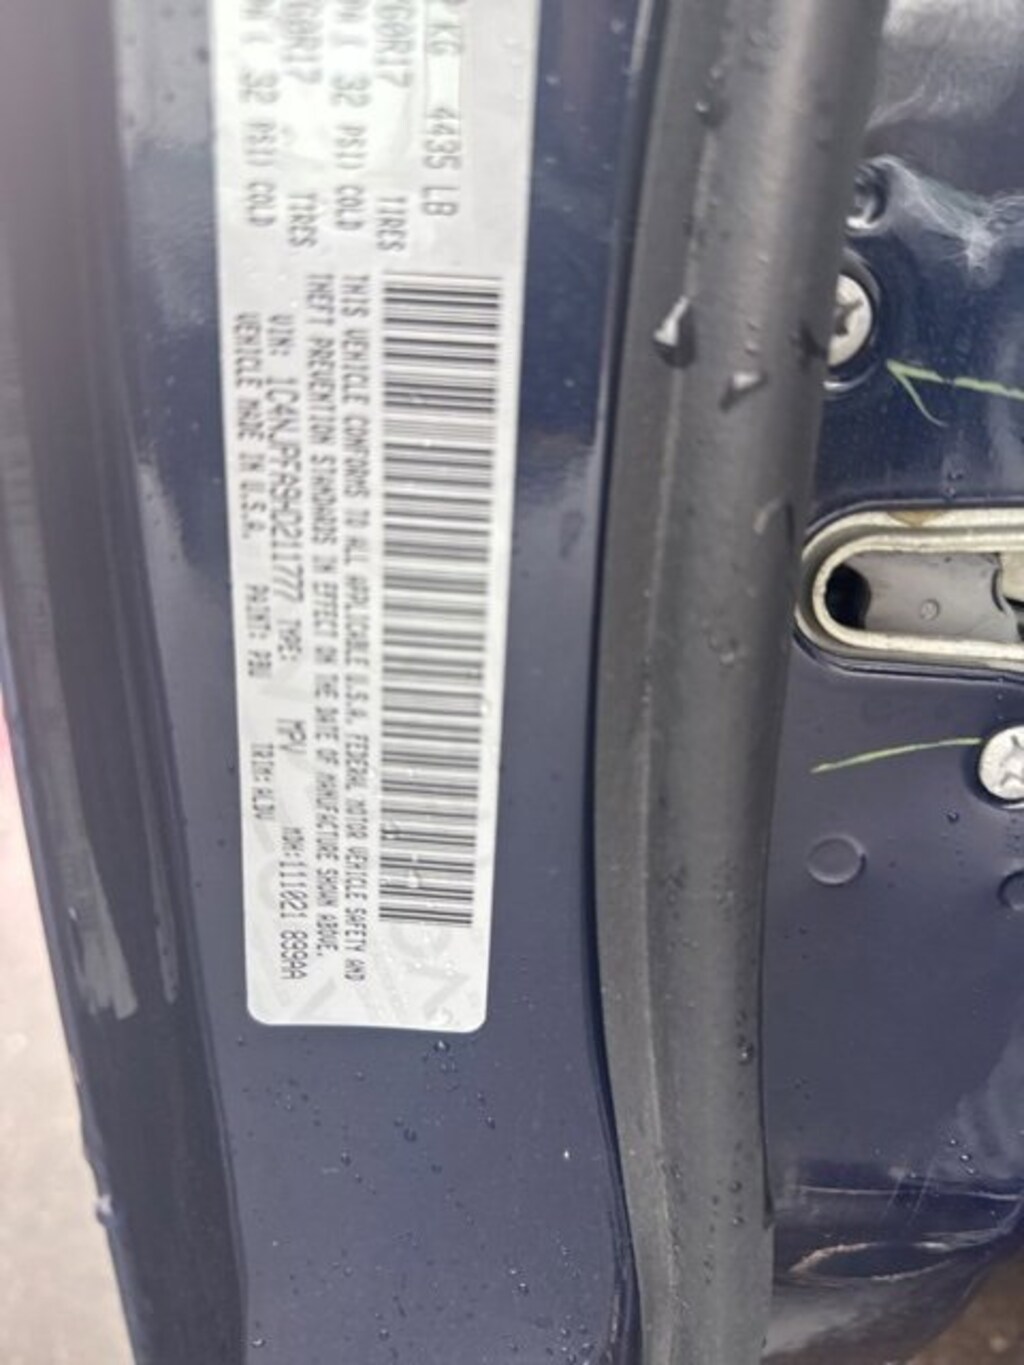 KG 4435 LB
/60R17 TIRES
32 PSI) COLD
60R17 TIRES
32 PSI) COLD
THIS VEHICLE CONFORMS TO ALL APPLICABLE U.S.A. FEDERAL MOTOR VEHICLE SAFETY AND
THEFT PREVENTION STANDARDS IN EFFECT ON THE DATE OF MANUFACTURE SHOWN ABOVE.
VIN: 1C4NJPFA9HD211777 TYPE: MPV MDH:111021 899AA
VEHICLE MADE IN U.S.A. PAINT: PBU TRIM: